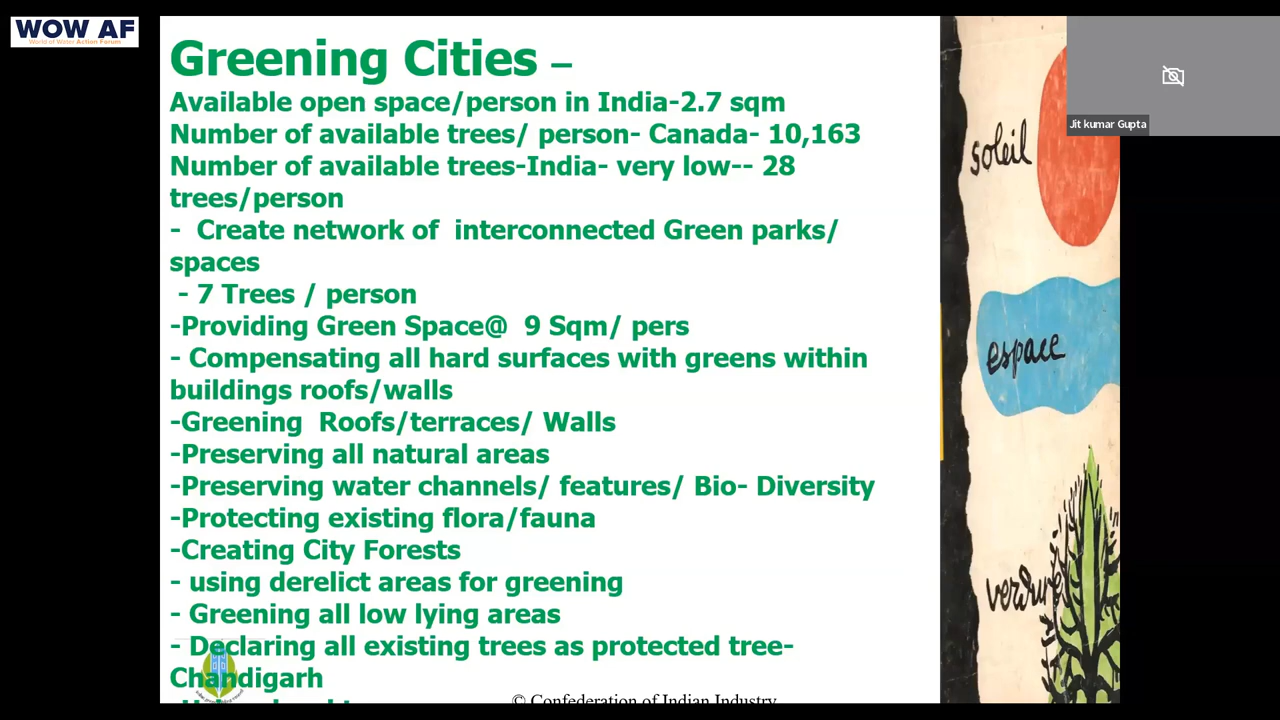 WOW AF
World of Water Action Forum
Greening Cities –
Available open space/person in India-2.7 sqm
Number of available trees/ person- Canada- 10,163
Number of available trees-India- very low-- 28
trees/person
- Create network of interconnected Green parks/
spaces
- 7 Trees / person
-Providing Green Space@ 9 Sqm/ pers
- Compensating all hard surfaces with greens within
buildings roofs/walls
-Greening Roofs/terraces/ Walls
-Preserving all natural areas
-Preserving water channels/ features/ Bio- Diversity
-Protecting existing flora/fauna
-Creating City Forests
- using derelict areas for greening
- Greening all low lying areas
- Declaring all existing trees as protected tree-
Chandigarh
© Confederation of Indian Industry
soleil
espace
verdure
Jit kumar Gupta